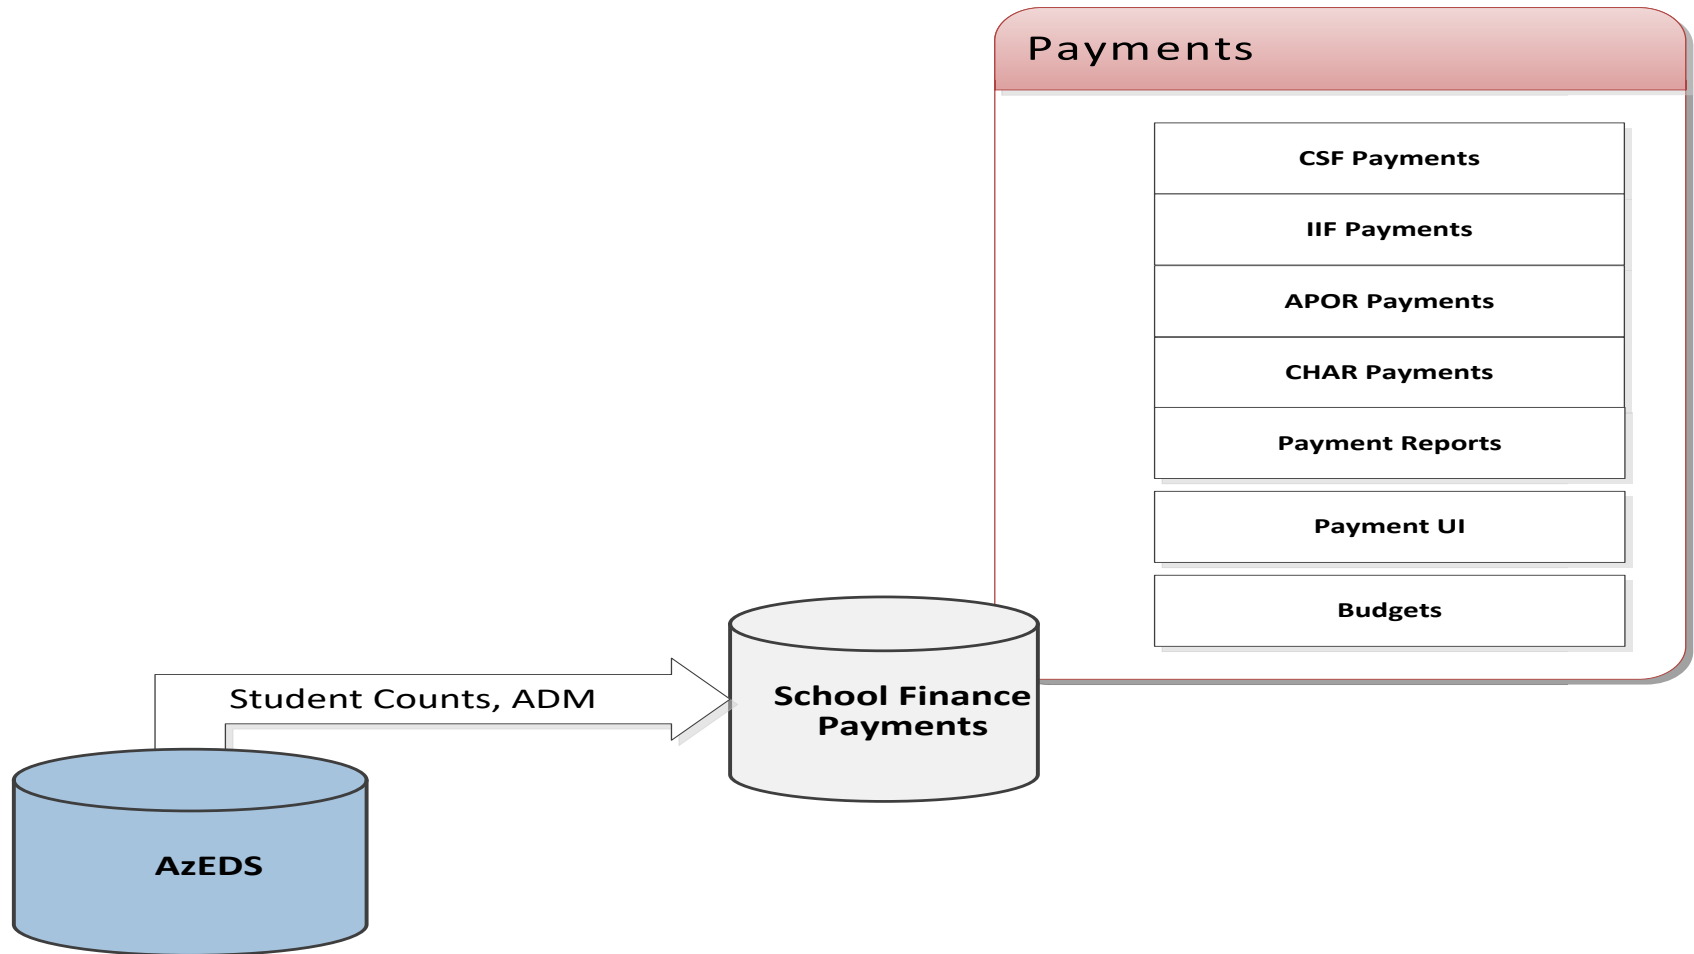 Payments
CSF Payments
IIF Payments
APOR Payments
CHAR Payments
Payment Reports
Payment UI
Budgets
Student Counts, ADM
School Finance
Payments
AzEDS